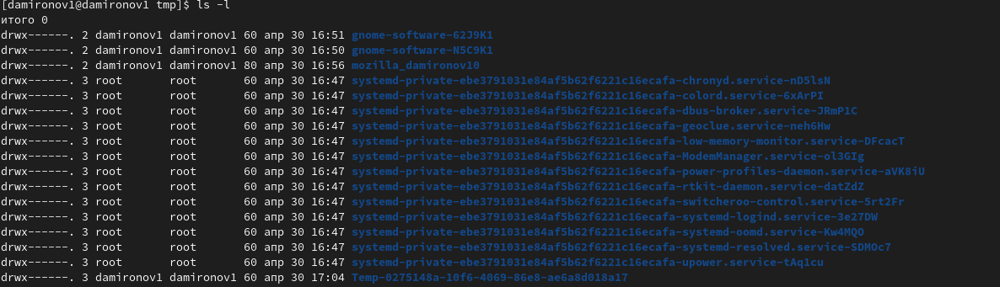 [damironov1@damironov1 tmp]$ ls -l
итого 0
drwx------. 2 damironov1 damironov1 60 апр 30 16:51 gnome-software-62J9K1
drwx------. 2 damironov1 damironov1 60 апр 30 16:50 gnome-software-N5C9K1
drwx------. 2 damironov1 damironov1 80 апр 30 16:56 mozilla_damironov10
drwx------. 3 root       root       60 апр 30 16:47 systemd-private-ebe3791031e84af5b62f6221c16ecafa-chronyd.service-nD5lsN
drwx------. 3 root       root       60 апр 30 16:47 systemd-private-ebe3791031e84af5b62f6221c16ecafa-colord.service-6xArPI
drwx------. 3 root       root       60 апр 30 16:47 systemd-private-ebe3791031e84af5b62f6221c16ecafa-dbus-broker.service-JRmP1C
drwx------. 3 root       root       60 апр 30 16:47 systemd-private-ebe3791031e84af5b62f6221c16ecafa-geoclue.service-neh6Hw
drwx------. 3 root       root       60 апр 30 16:47 systemd-private-ebe3791031e84af5b62f6221c16ecafa-low-memory-monitor.service-DFcacT
drwx------. 3 root       root       60 апр 30 16:47 systemd-private-ebe3791031e84af5b62f6221c16ecafa-ModemManager.service-ol3GIg
drwx------. 3 root       root       60 апр 30 16:47 systemd-private-ebe3791031e84af5b62f6221c16ecafa-power-profiles-daemon.service-aVK8iU
drwx------. 3 root       root       60 апр 30 16:47 systemd-private-ebe3791031e84af5b62f6221c16ecafa-rtkit-daemon.service-datZdZ
drwx------. 3 root       root       60 апр 30 16:47 systemd-private-ebe3791031e84af5b62f6221c16ecafa-switcheroo-control.service-5rt2Fr
drwx------. 3 root       root       60 апр 30 16:47 systemd-private-ebe3791031e84af5b62f6221c16ecafa-systemd-logind.service-3e27DW
drwx------. 3 root       root       60 апр 30 16:47 systemd-private-ebe3791031e84af5b62f6221c16ecafa-systemd-oomd.service-Kw4MQO
drwx------. 3 root       root       60 апр 30 16:47 systemd-private-ebe3791031e84af5b62f6221c16ecafa-systemd-resolved.service-SDMOc7
drwx------. 3 root       root       60 апр 30 16:47 systemd-private-ebe3791031e84af5b62f6221c16ecafa-upower.service-tAq1cu
drwx------. 3 damironov1 damironov1 60 апр 30 17:04 Temp-0275148a-10f6-4069-86e8-ae6a8d018a17